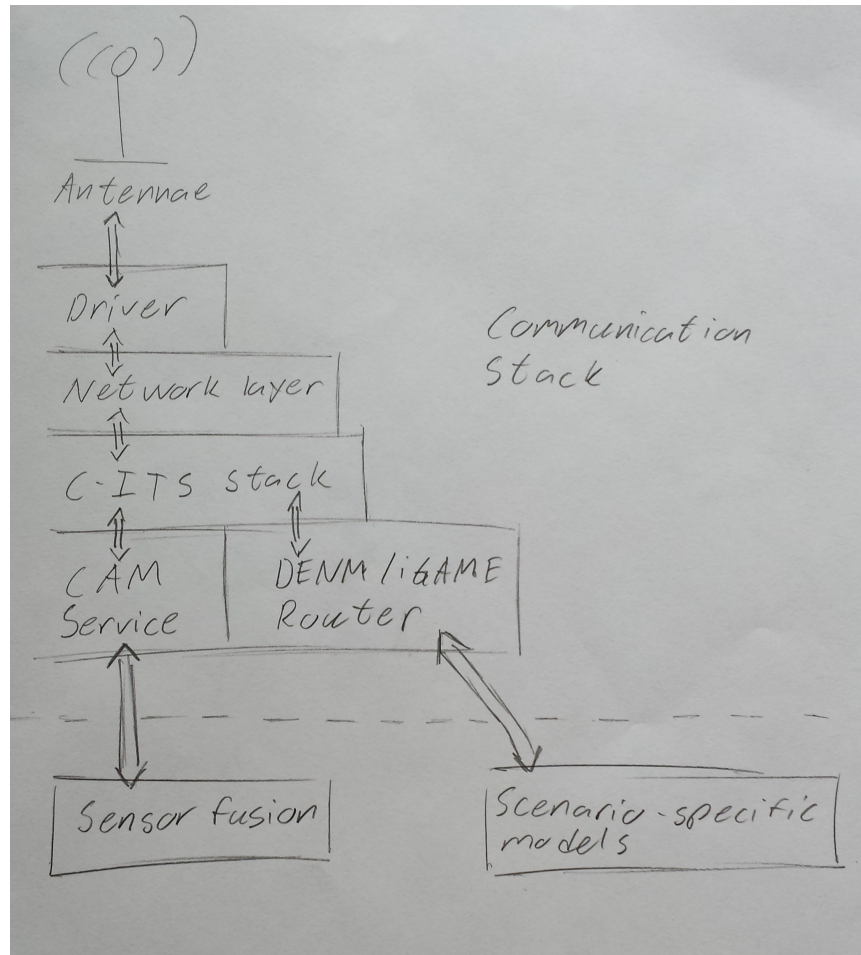 ((O))
Antennae
Driver
Communication
Stack
Network layer
C-ITS stack
CAM
Service
DENM/iGAME
Router
Sensor fusion
Scenario-specific
models